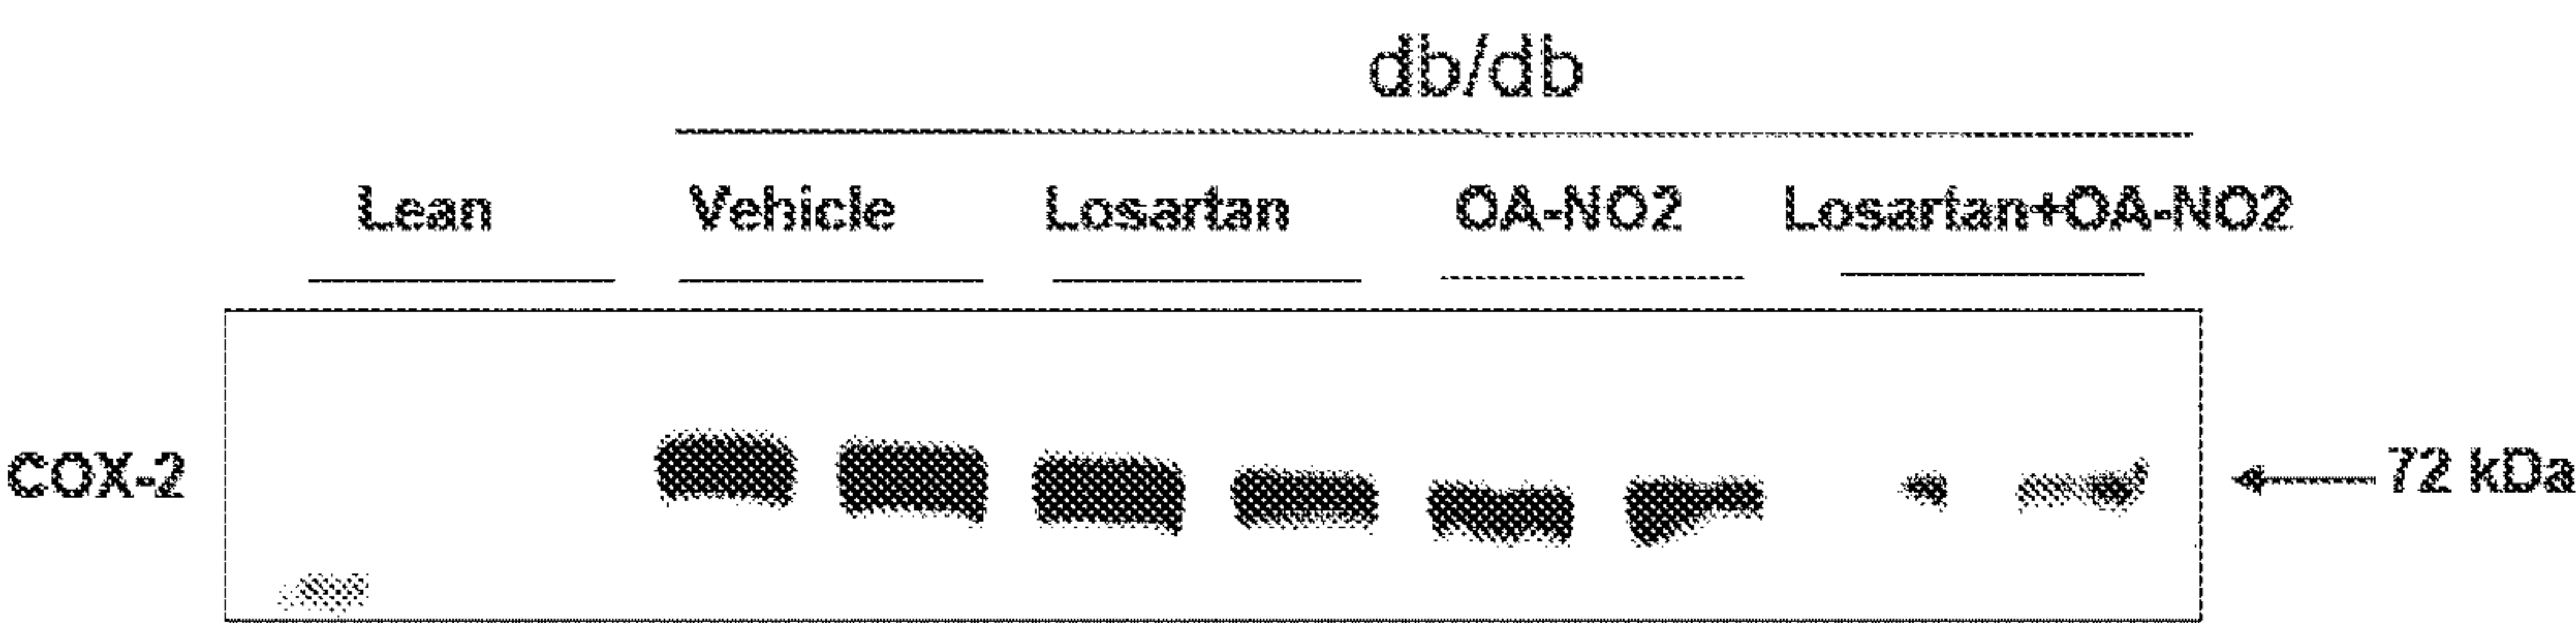 db/db
Lean Vehicle Losartan OA-NO2 Losartan+OA-NO2
COX-2 72 kDa